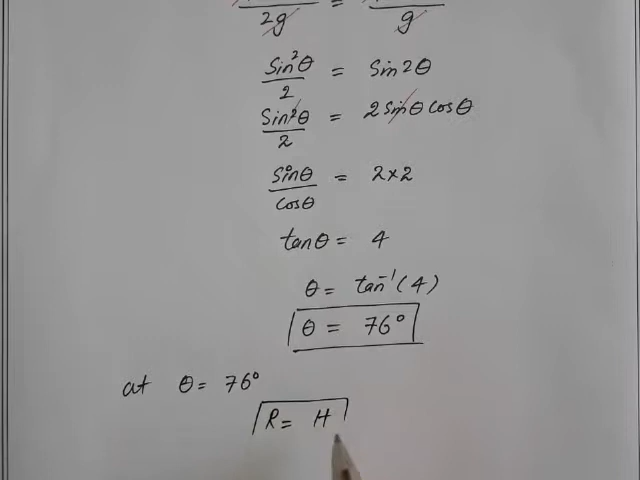 2g = g
Sin²θ/2 = Sin2θ
Sin²θ/2 = 2 Sinθ Cosθ
Sinθ/Cosθ = 2×2
tanθ = 4
θ = tan⁻¹(4)
θ = 76°
at θ = 76°
R = H